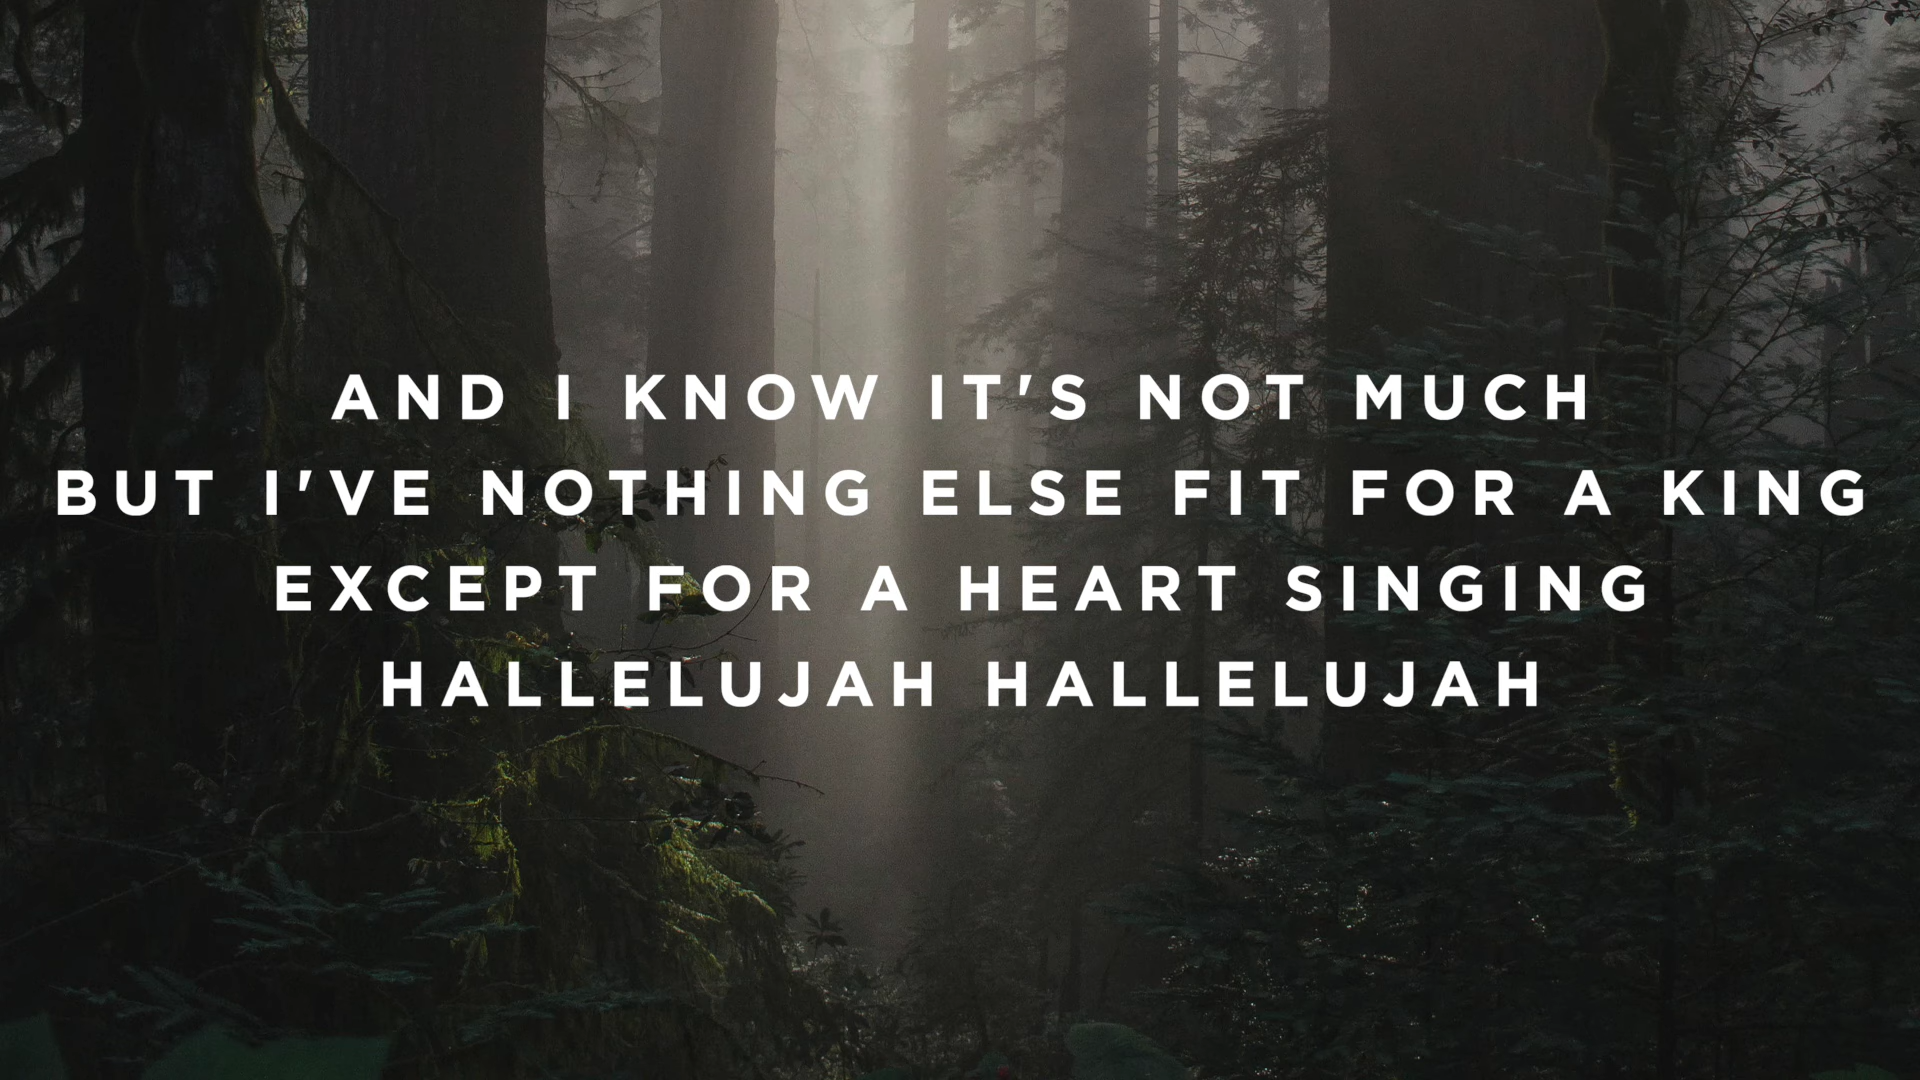 AND I KNOW IT'S NOT MUCH
BUT I'VE NOTHING ELSE FIT FOR A KING
EXCEPT FOR A HEART SINGING
HALLELUJAH HALLELUJAH